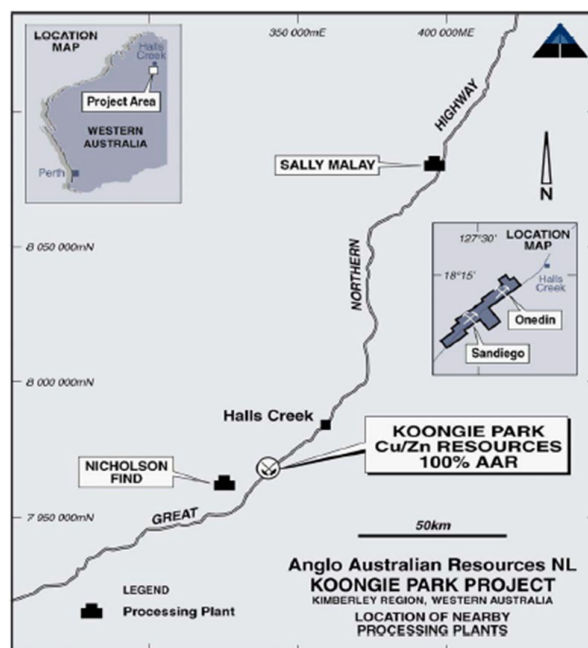 350 000mE
400 000ME
LOCATION
MAP
Halls
Creek
Project Area
WESTERN
AUSTRALIA
Perth
HIGHWAY
SALLY MALAY
N
8 050 000mN
NORTHERN
LOCATION
MAP
127°30'
18°15'
Halls
Creek
Onedin
Sandiego
8 000 000mN
Halls Creek
KOONGIE PARK
Cu/Zn RESOURCES
100% AAR
NICHOLSON
FIND
7 950 000mN
GREAT
50km
Anglo Australian Resources NL
KOONGIE PARK PROJECT
KIMBERLEY REGION, WESTERN AUSTRALIA
LOCATION OF NEARBY
PROCESSING PLANTS
LEGEND
Processing Plant